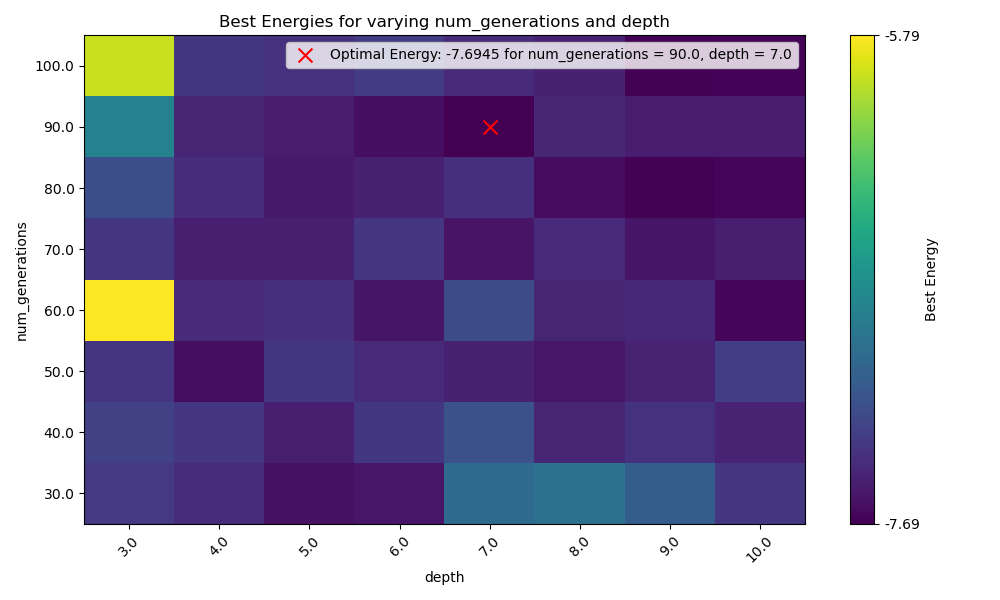 Best Energies for varying num_generations and depth
Optimal Energy: -7.6945 for num_generations = 90.0, depth = 7.0
num_generations
100.0
90.0
80.0
70.0
60.0
50.0
40.0
30.0
3.0 4.0 5.0 6.0 7.0 8.0 9.0 10.0
depth
-5.79
-7.69
Best Energy